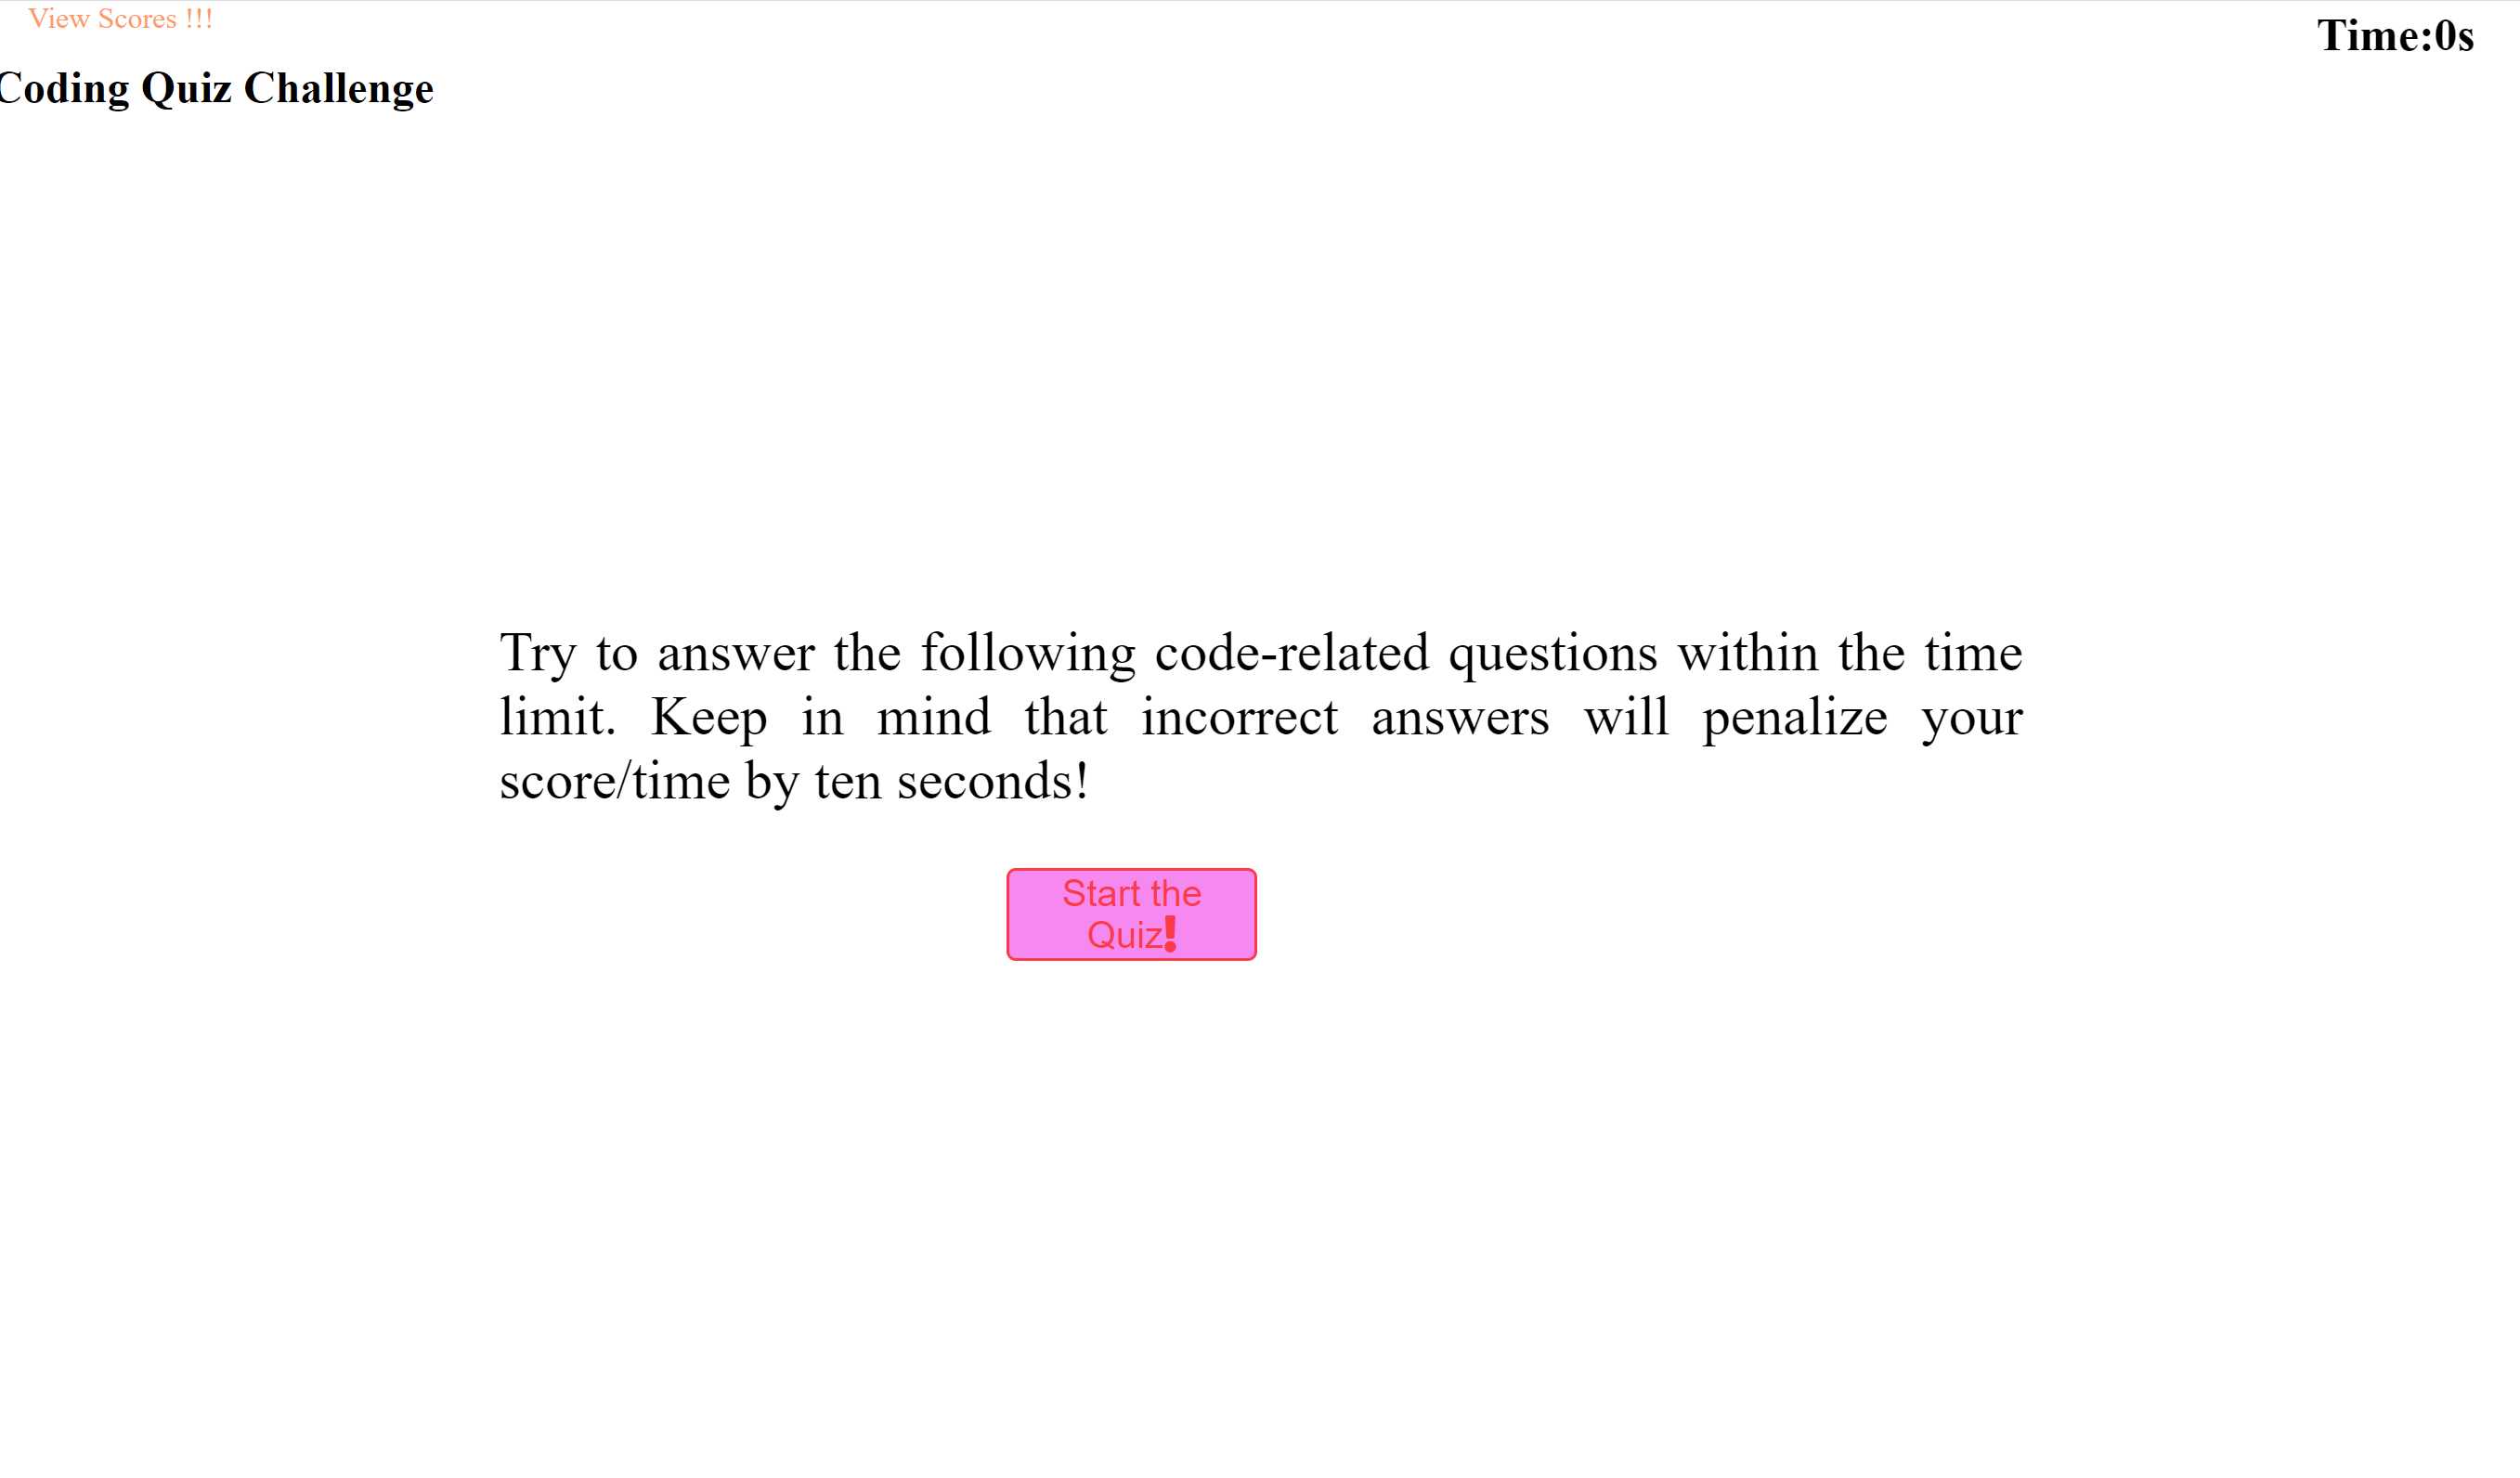 View Scores !!!
Time:0s
Coding Quiz Challenge
Try to answer the following code-related questions within the time
limit. Keep in mind that incorrect answers will penalize your
score/time by ten seconds!
Start the
Quiz!